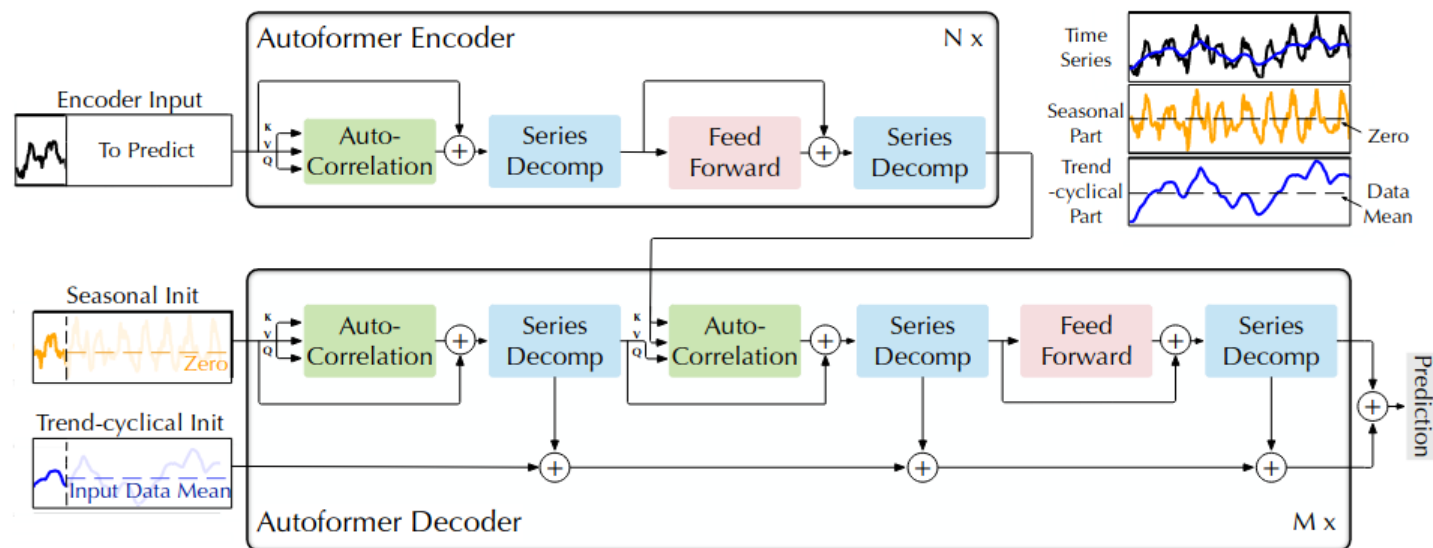 Autoformer Encoder
N x
Encoder Input
To Predict
K
V
Q
Auto-
Correlation
+
Series
Decomp
Feed
Forward
+
Series
Decomp
Time
Series
Seasonal
Part
Zero
Trend
-cyclical
Part
Data
Mean
Seasonal Init
Zero
Trend-cyclical Init
Input Data Mean
K
V
Q
Auto-
Correlation
+
Series
Decomp
K
V
Q
Auto-
Correlation
+
Series
Decomp
Feed
Forward
+
Series
Decomp
+
+
+
+
Prediction
Autoformer Decoder
M x